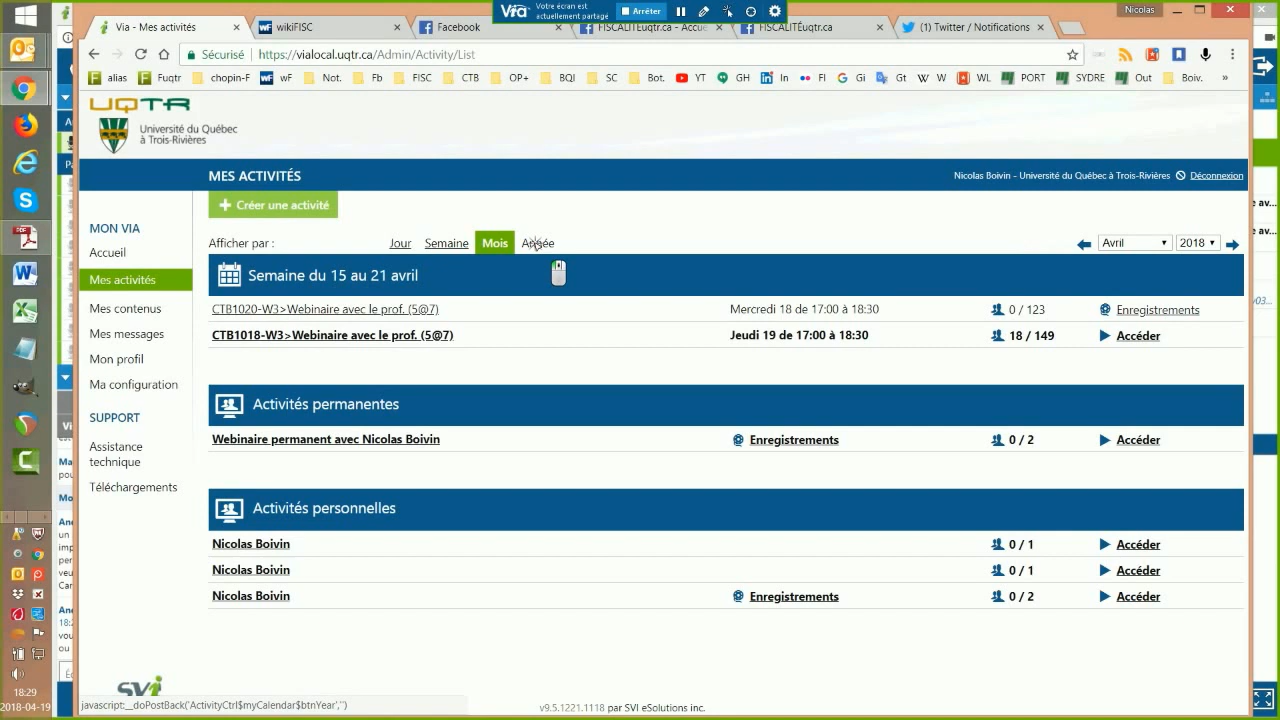 Via
Votre écran est
actuellement partagé
Arrêter
Nicolas
Via - Mes activités
wikiFISC
Facebook
FISCALITÉuqtr.ca - Accue
FISCALITÉuqtr.ca
(1) Twitter / Notifications
Sécurisé
https://vialocal.uqtr.ca/Admin/Activity/List
alias
Fuqtr
chopin-F
wF
Not.
Fb
FISC
CTB
OP+
BQJ
SC
Bot.
YT
GH
In
FI
Gi
Gt
W
W
WL
PORT
SYDRE
Out
Boiv.
»
UQTR
Université du Québec
à Trois-Rivières
MES ACTIVITÉS
Nicolas Boivin - Université du Québec à Trois-Rivières
Déconnexion
+ Créer une activité
MON VIA
Accueil
Mes activités
Mes contenus
Mes messages
Mon profil
Ma configuration
SUPPORT
Assistance
technique
Téléchargements
Afficher par :
Jour
Semaine
Mois
Année
Avril
2018
Semaine du 15 au 21 avril
CTB1020-W3>Webinaire avec le prof. (5@7)
Mercredi 18 de 17:00 à 18:30
0 / 123
Enregistrements
CTB1018-W3>Webinaire avec le prof. (5@7)
Jeudi 19 de 17:00 à 18:30
18 / 149
Accéder
Activités permanentes
Webinaire permanent avec Nicolas Boivin
Enregistrements
0 / 2
Accéder
Activités personnelles
Nicolas Boivin
0 / 1
Accéder
Nicolas Boivin
0 / 1
Accéder
Nicolas Boivin
Enregistrements
0 / 2
Accéder
SVi
javascript:__doPostBack('ActivityCtrl$myCalendar$btnYear','')
v9.5.1221.1118 par SVI eSolutions inc.
18:29
2018-04-19